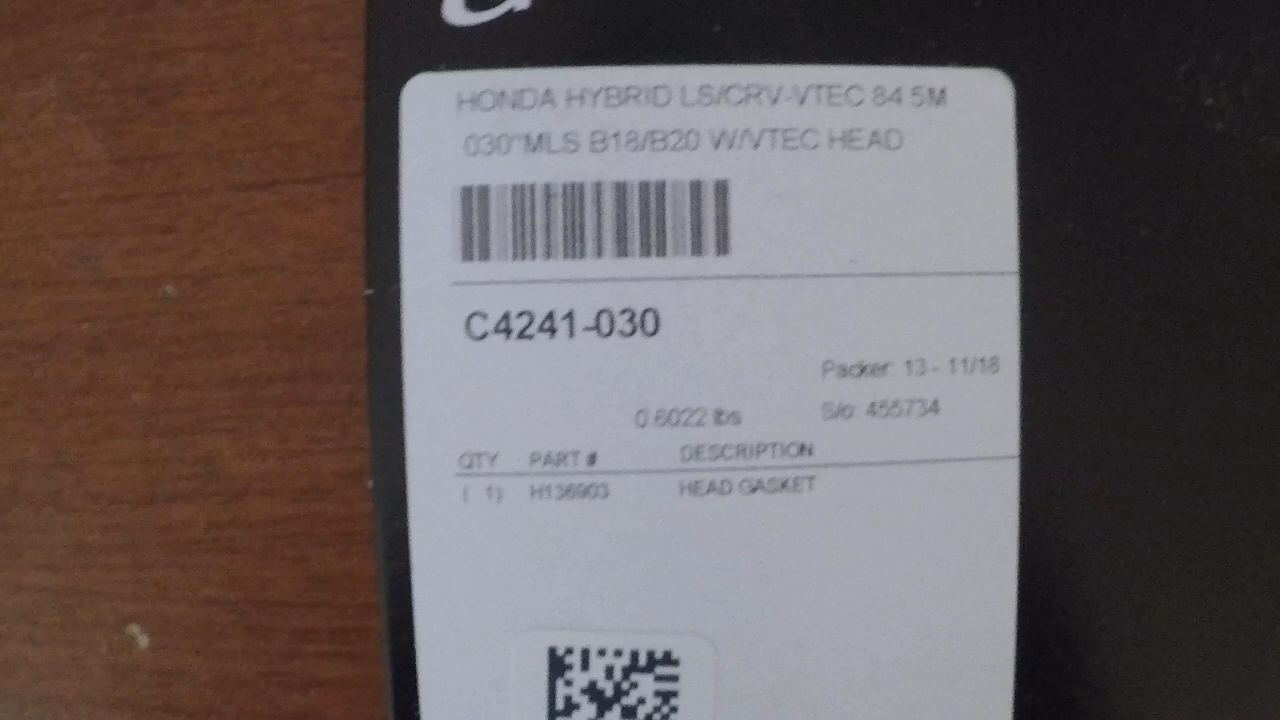 HONDA HYBRID LS/CRV-VTEC 84.5M
.030"MLS B18/B20 W/VTEC HEAD
C4241-030
Packer: 13 - 11/18
0.6022 lbs
S/o: 455734
QTY PART # DESCRIPTION
( 1) H136903 HEAD GASKET